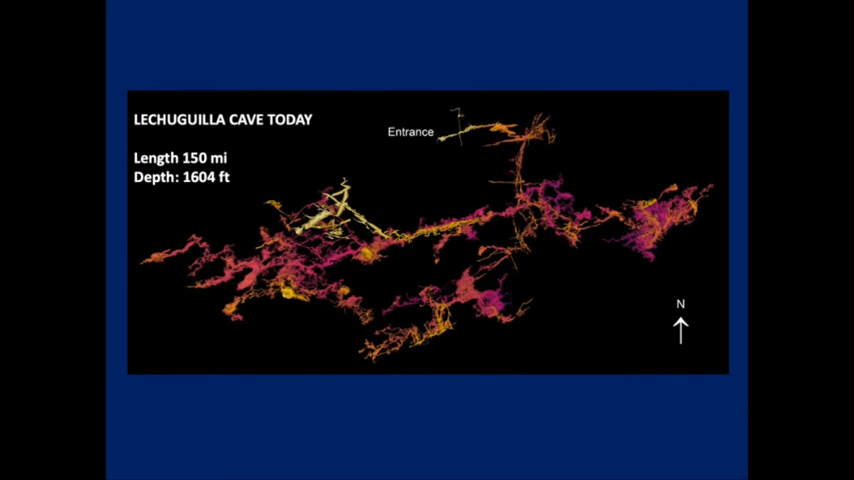 LECHUGUILLA CAVE TODAY
Entrance
Length 150 mi
Depth: 1604 ft
N